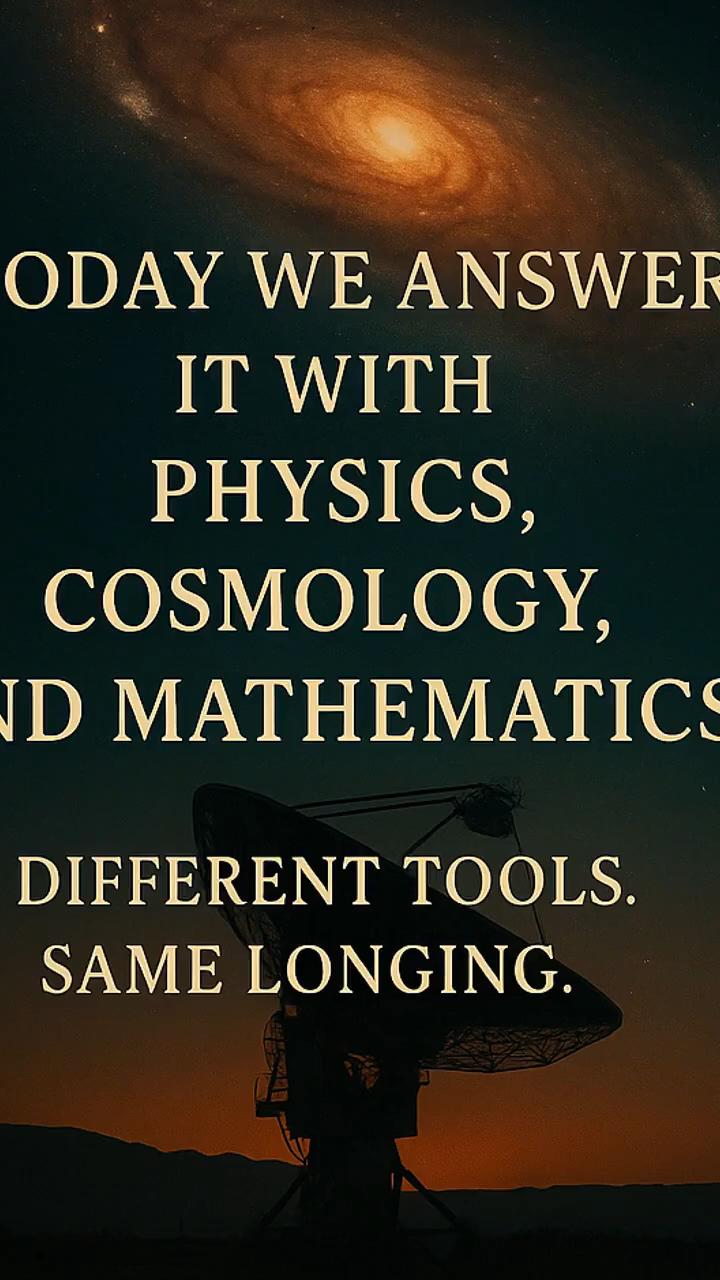 ODAY WE ANSWER
IT WITH
PHYSICS,
COSMOLOGY,
ND MATHEMATICS
DIFFERENT TOOLS.
SAME LONGING.